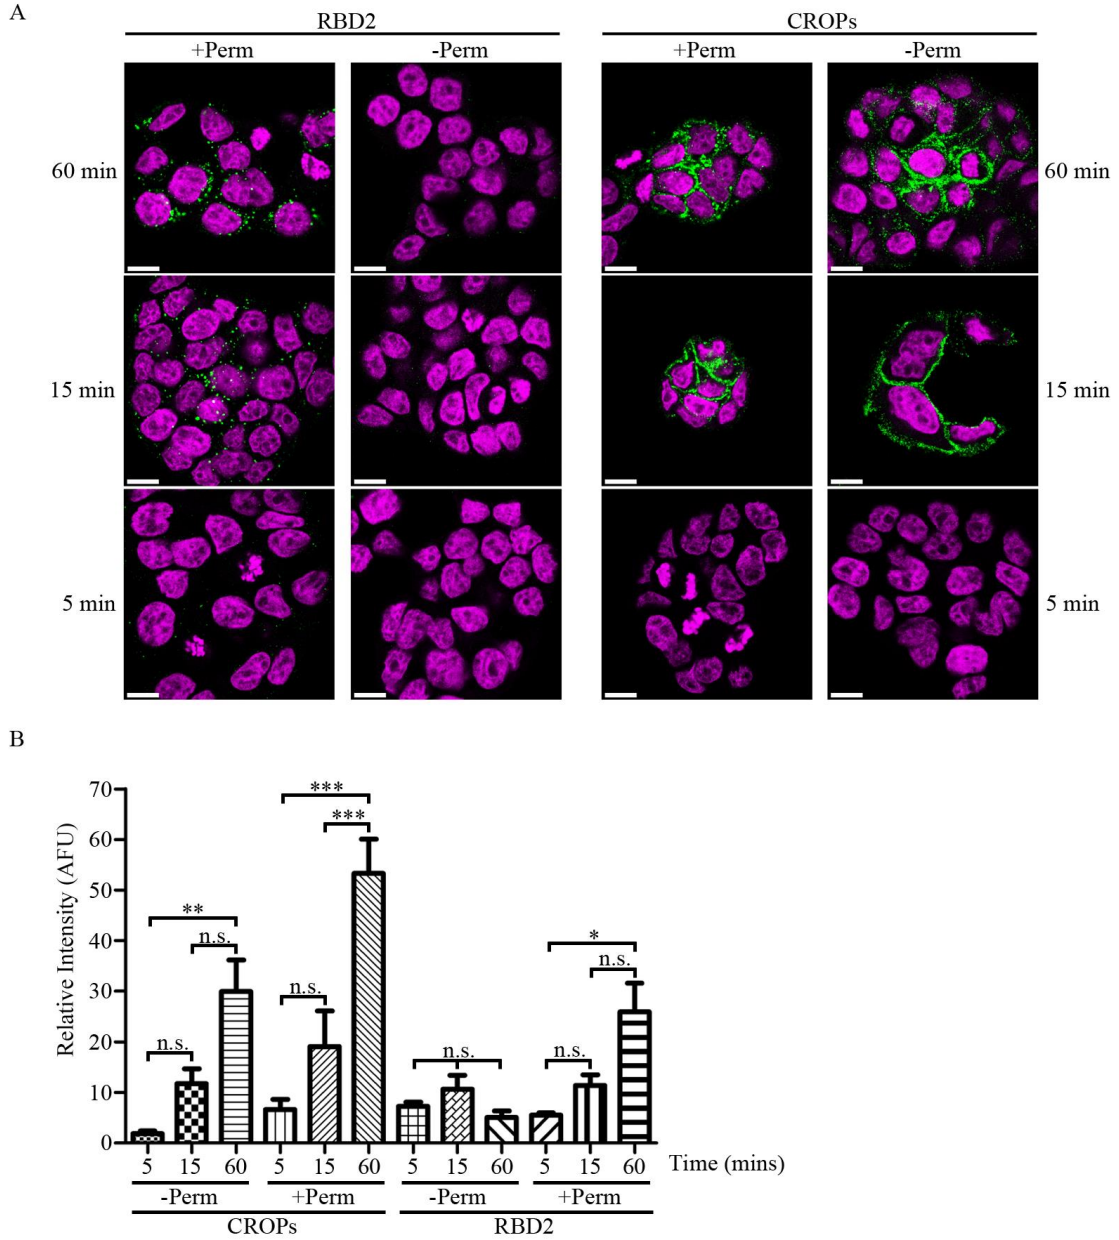 A
RBD2 CROPs
+Perm -Perm +Perm -Perm
60 min 60 min
15 min 15 min
5 min 5 min
B
70
60
50
40
30
20
10
0
Relative Intensity (AFU)
***
***
**
n.s.
n.s.
n.s.
n.s.
*
n.s.
n.s.
5 15 60 5 15 60 5 15 60 5 15 60 Time (mins)
-Perm +Perm -Perm +Perm
CROPs RBD2